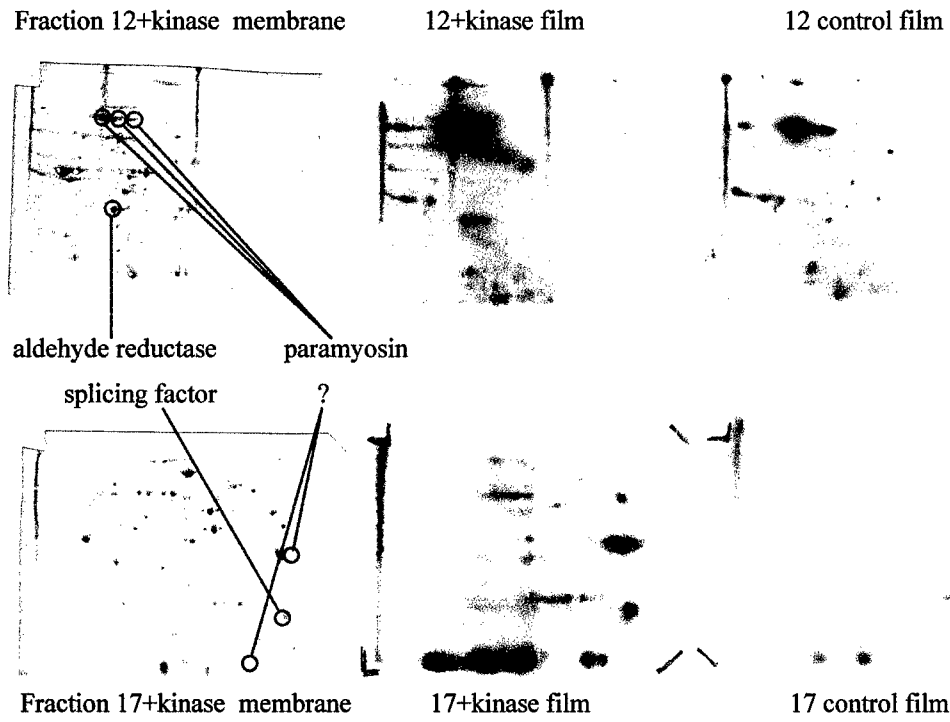 Fraction 12+kinase membrane
12+kinase film
12 control film
aldehyde reductase
paramyosin
splicing factor
?
Fraction 17+kinase membrane
17+kinase film
17 control film